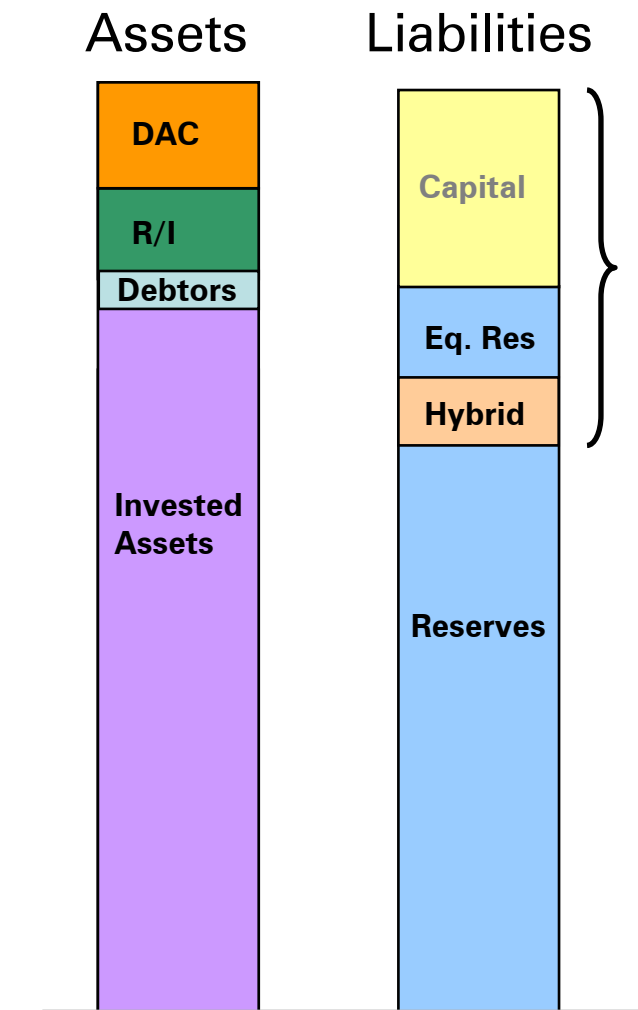 Assets
Liabilities
DAC
Capital
R/I
Debtors
Eq. Res
Hybrid
Invested
Assets
Reserves